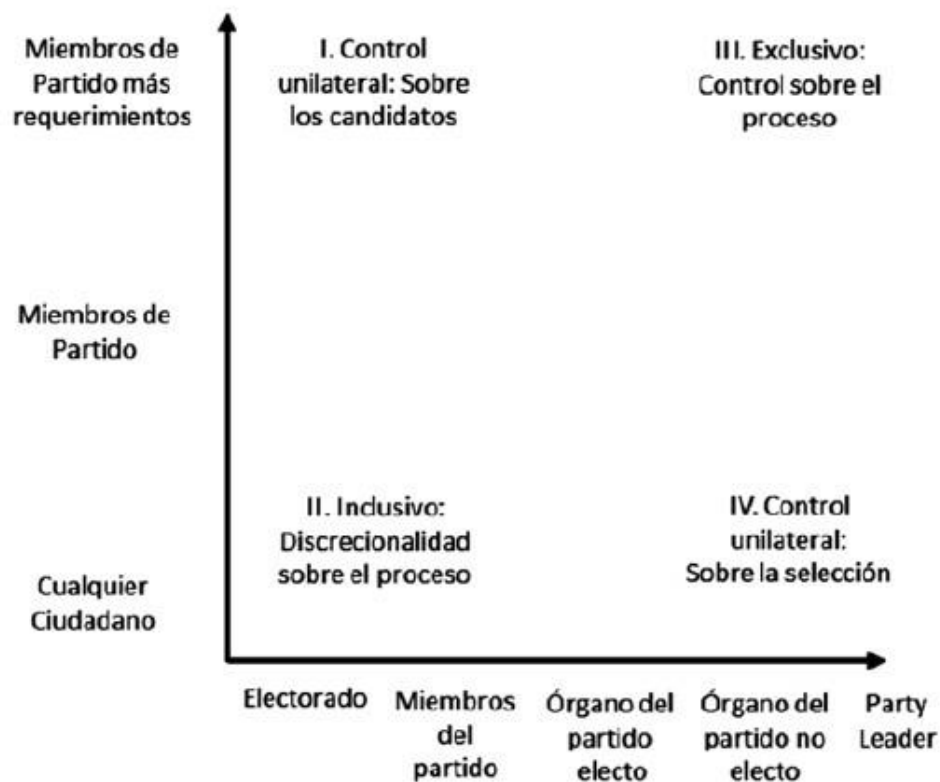 Miembros de
Partido más
requerimientos
I. Control
unilateral: Sobre
los candidatos
III. Exclusivo:
Control sobre el
proceso
Miembros de
Partido
II. Inclusivo:
Discrecionalidad
sobre el proceso
IV. Control
unilateral:
Sobre la selección
Cualquier
Ciudadano
Electorado
Miembros
del
partido
Órgano del
partido
electo
Órgano del
partido no
electo
Party
Leader